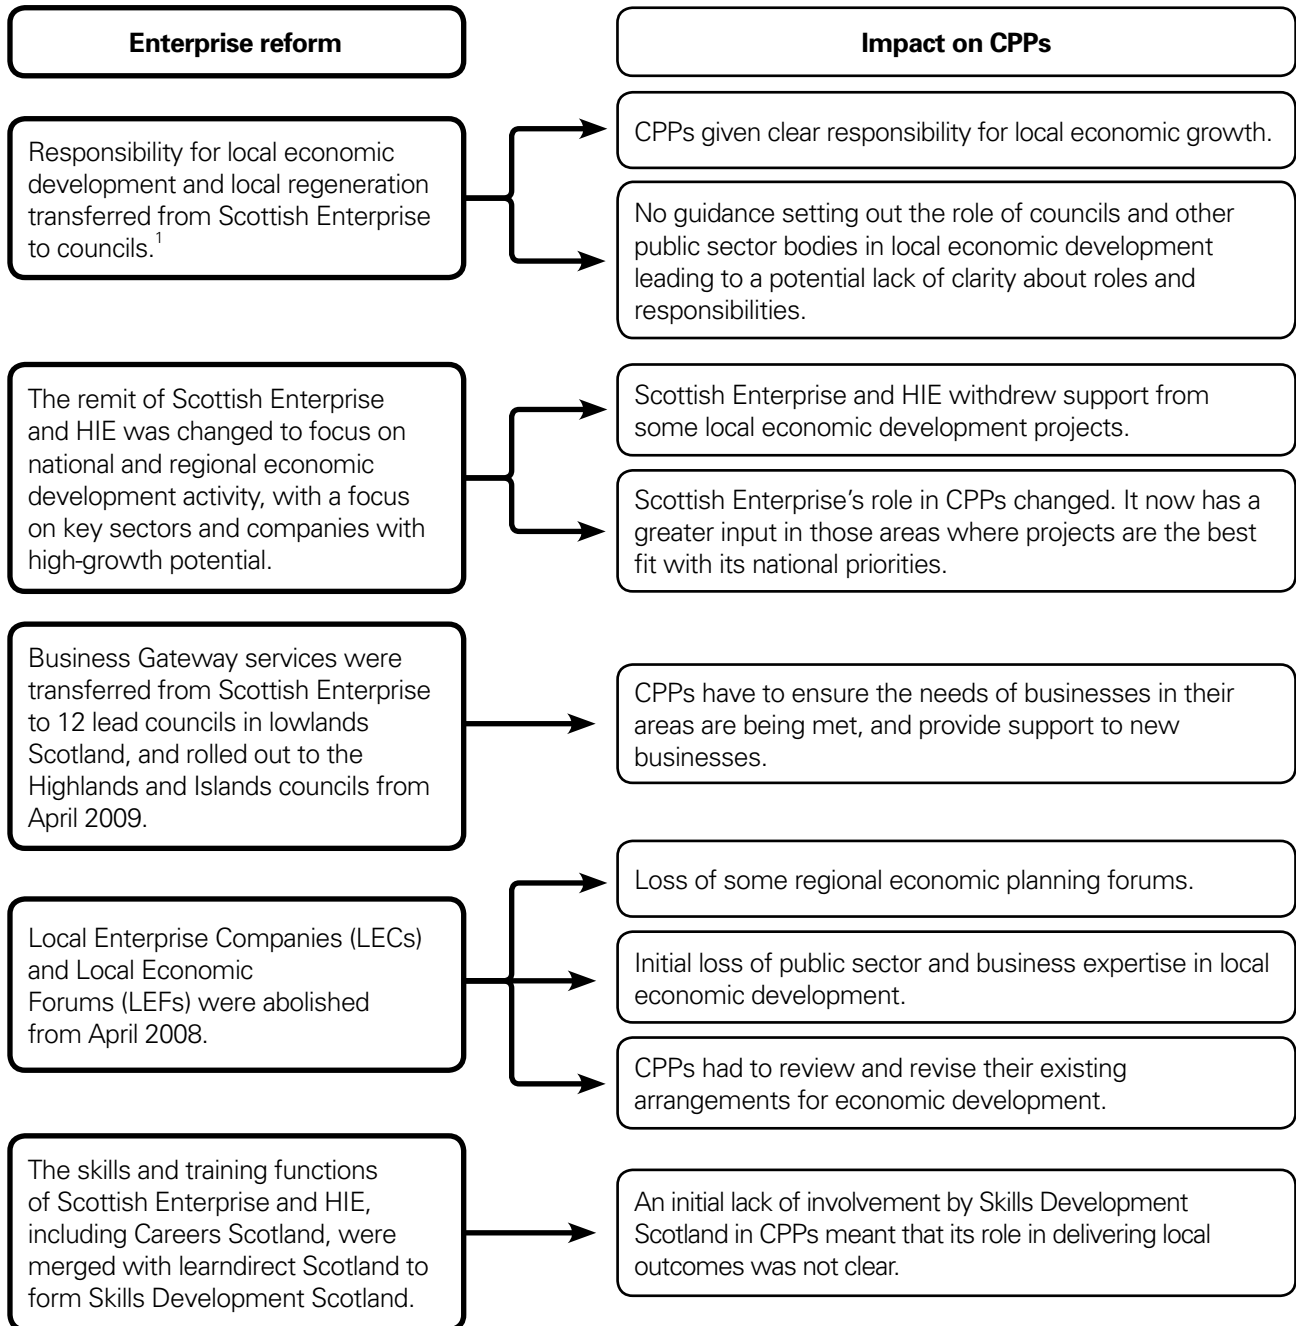 Enterprise reform
Impact on CPPs
Responsibility for local economic
development and local regeneration
transferred from Scottish Enterprise
to councils.1
CPPs given clear responsibility for local economic growth.
No guidance setting out the role of councils and other
public sector bodies in local economic development
leading to a potential lack of clarity about roles and
responsibilities.
The remit of Scottish Enterprise
and HIE was changed to focus on
national and regional economic
development activity, with a focus
on key sectors and companies with
high-growth potential.
Scottish Enterprise and HIE withdrew support from
some local economic development projects.
Scottish Enterprise’s role in CPPs changed. It now has a
greater input in those areas where projects are the best
fit with its national priorities.
Business Gateway services were
transferred from Scottish Enterprise
to 12 lead councils in lowlands
Scotland, and rolled out to the
Highlands and Islands councils from
April 2009.
CPPs have to ensure the needs of businesses in their
areas are being met, and provide support to new
businesses.
Local Enterprise Companies (LECs)
and Local Economic
Forums (LEFs) were abolished
from April 2008.
Loss of some regional economic planning forums.
Initial loss of public sector and business expertise in local
economic development.
CPPs had to review and revise their existing
arrangements for economic development.
The skills and training functions
of Scottish Enterprise and HIE,
including Careers Scotland, were
merged with learndirect Scotland to
form Skills Development Scotland.
An initial lack of involvement by Skills Development
Scotland in CPPs meant that its role in delivering local
outcomes was not clear.